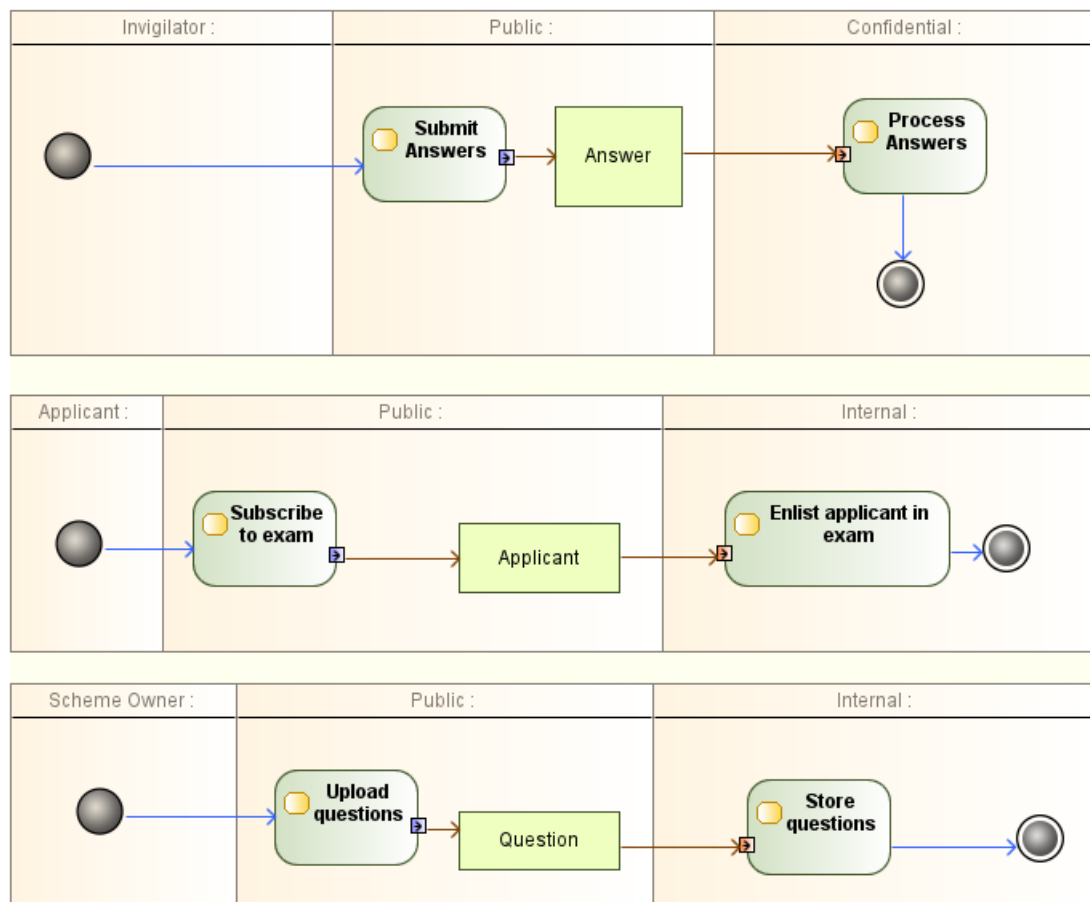 Invigilator :
Public :
Confidential :
Submit
Answers
Answer
Process
Answers
Applicant :
Public :
Internal :
Subscribe
to exam
Applicant
Enlist applicant in
exam
Scheme Owner :
Public :
Internal :
Upload
questions
Question
Store
questions